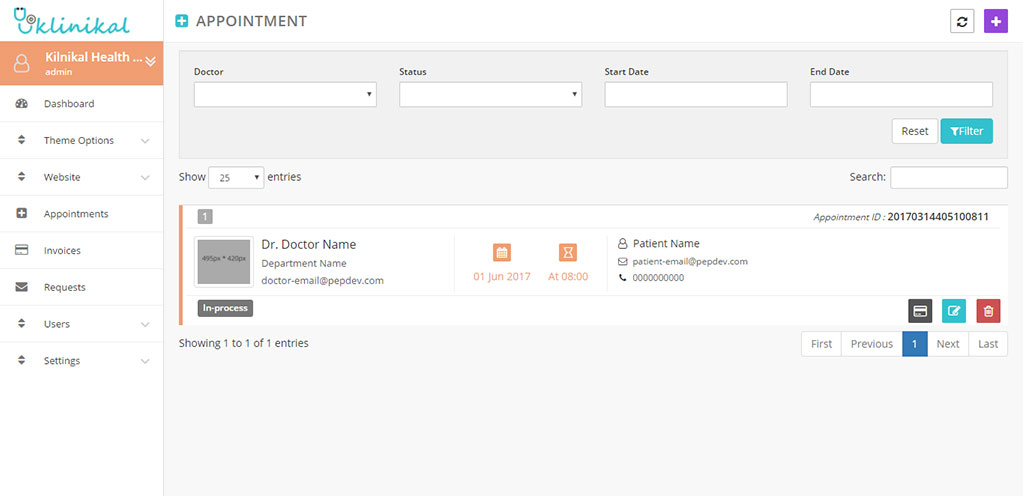 klinikal
APPOINTMENT
Kilnikal Health ...
admin
Dashboard
Theme Options
Website
Appointments
Invoices
Requests
Users
Settings
Doctor Status Start Date End Date
Reset Filter
Show 25 entries Search:
1 Appointment ID : 20170314405100811
495px * 420px
Dr. Doctor Name
Department Name
doctor-email@pepdev.com
01 Jun 2017 At 08:00
Patient Name
patient-email@pepdev.com
0000000000
In-process
Showing 1 to 1 of 1 entries
First Previous 1 Next Last